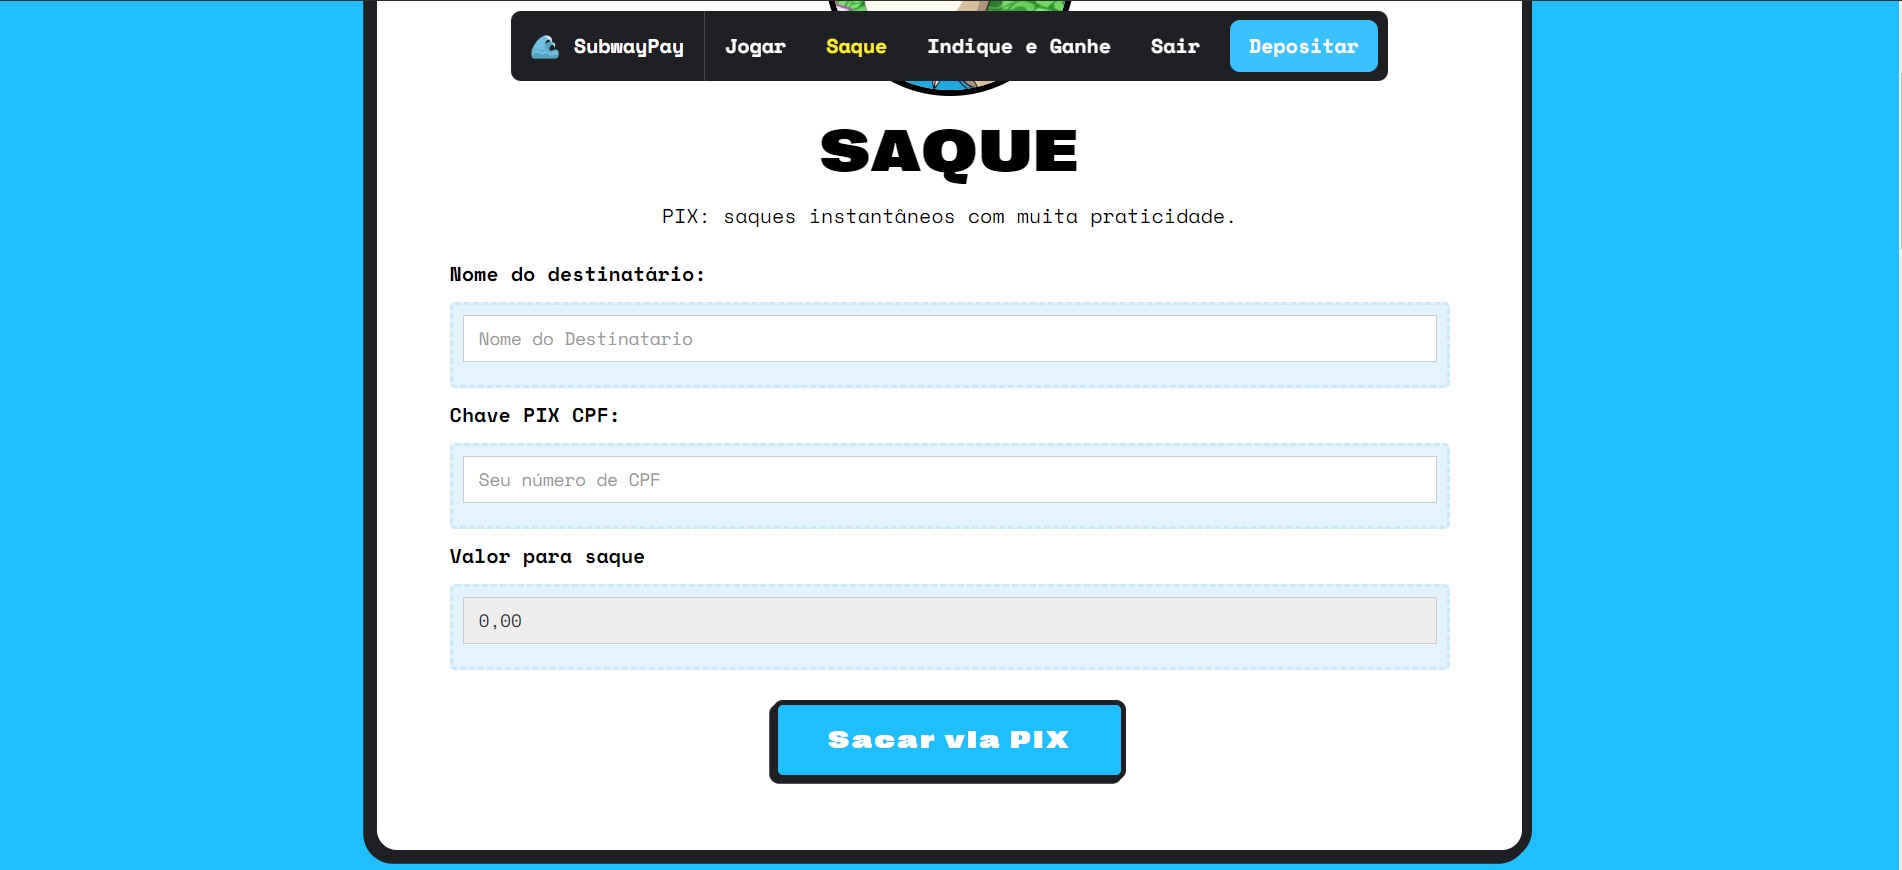 SubwayPay Jogar Saque Indique e Ganhe Sair Depositar
SAQUE
PIX: saques instantâneos com muita praticidade.
Nome do destinatário:
Nome do Destinatario
Chave PIX CPF:
Seu número de CPF
Valor para saque
0,00
Sacar via PIX